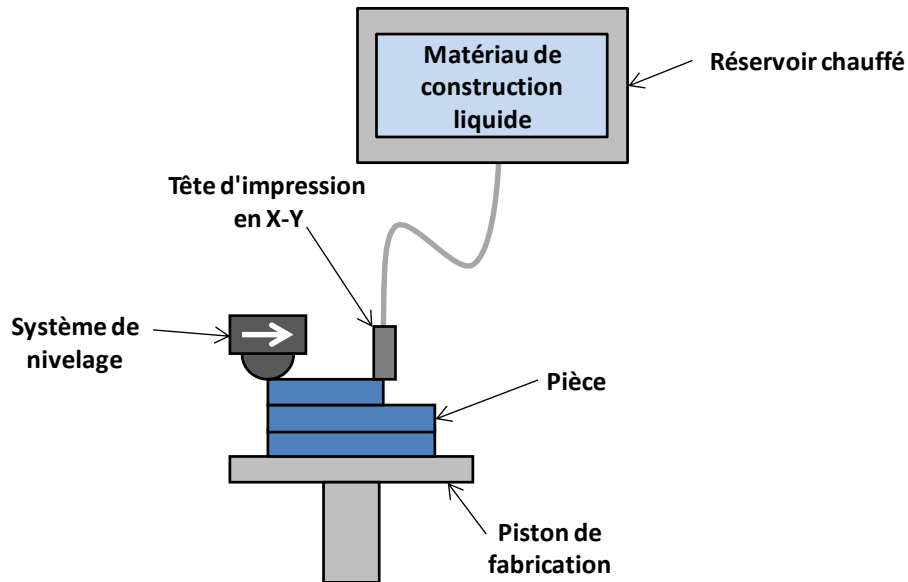 Matériau de
construction
liquide
Réservoir chauffé
Tête d'impression
en X-Y
Système de
nivelage
Pièce
Piston de
fabrication